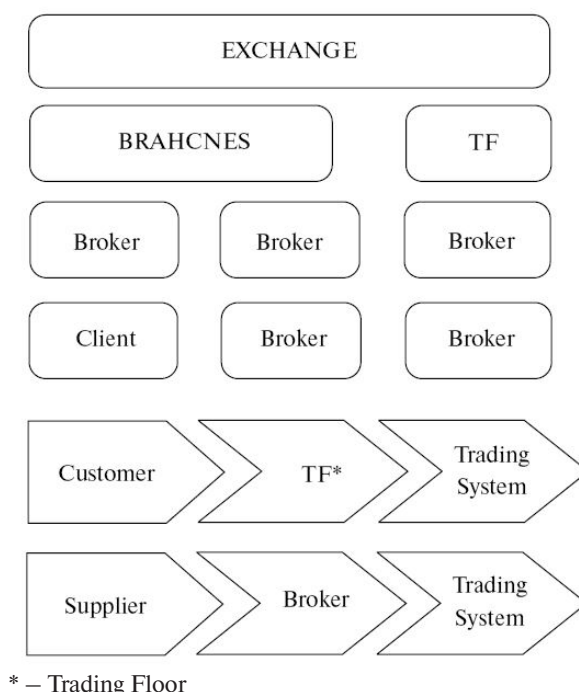 EXCHANGE
BRAHCNES TF
Broker Broker Broker
Client Broker Broker
Customer TF* Trading System
Supplier Broker Trading System
* – Trading Floor